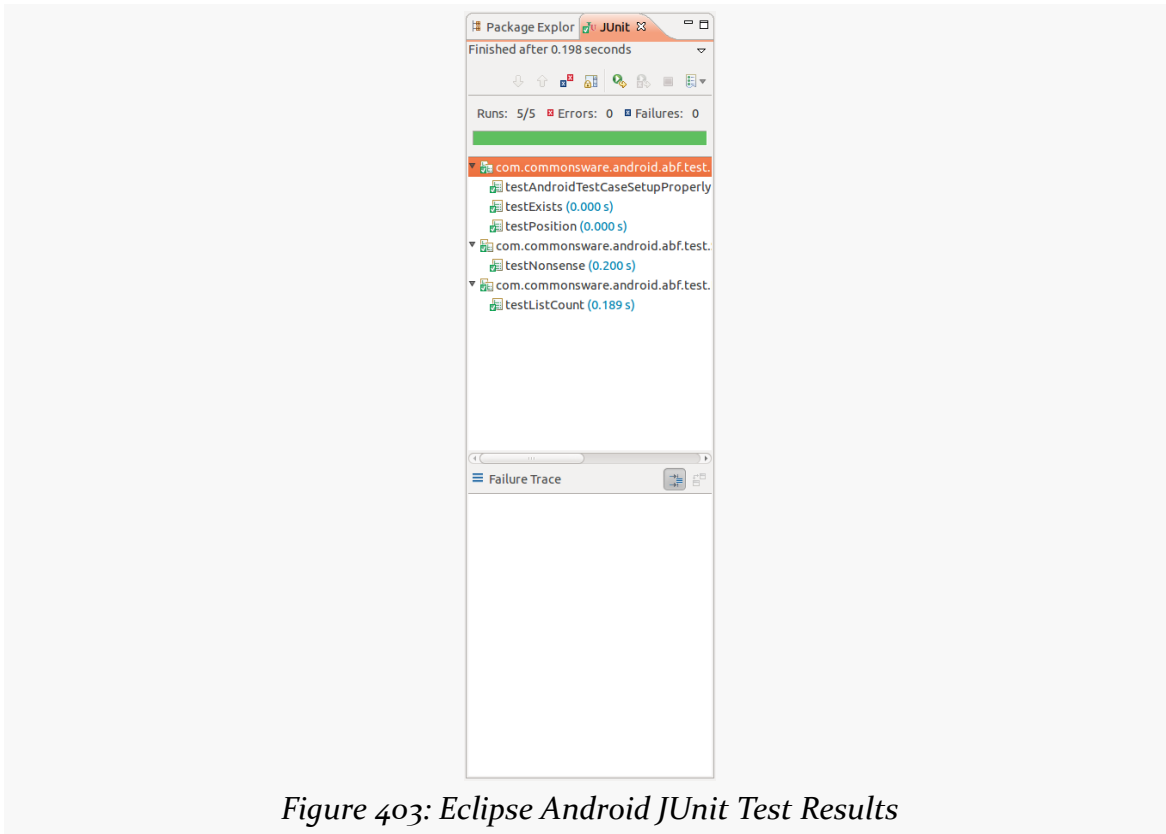 Package Explor JUnit
Finished after 0.198 seconds
Runs: 5/5 Errors: 0 Failures: 0
com.commonsware.android.abf.test.
testAndroidTestCaseSetupProperly
testExists (0.000 s)
testPosition (0.000 s)
com.commonsware.android.abf.test.
testNonsense (0.200 s)
com.commonsware.android.abf.test.
testListCount (0.189 s)
Failure Trace
Figure 403: Eclipse Android JUnit Test Results